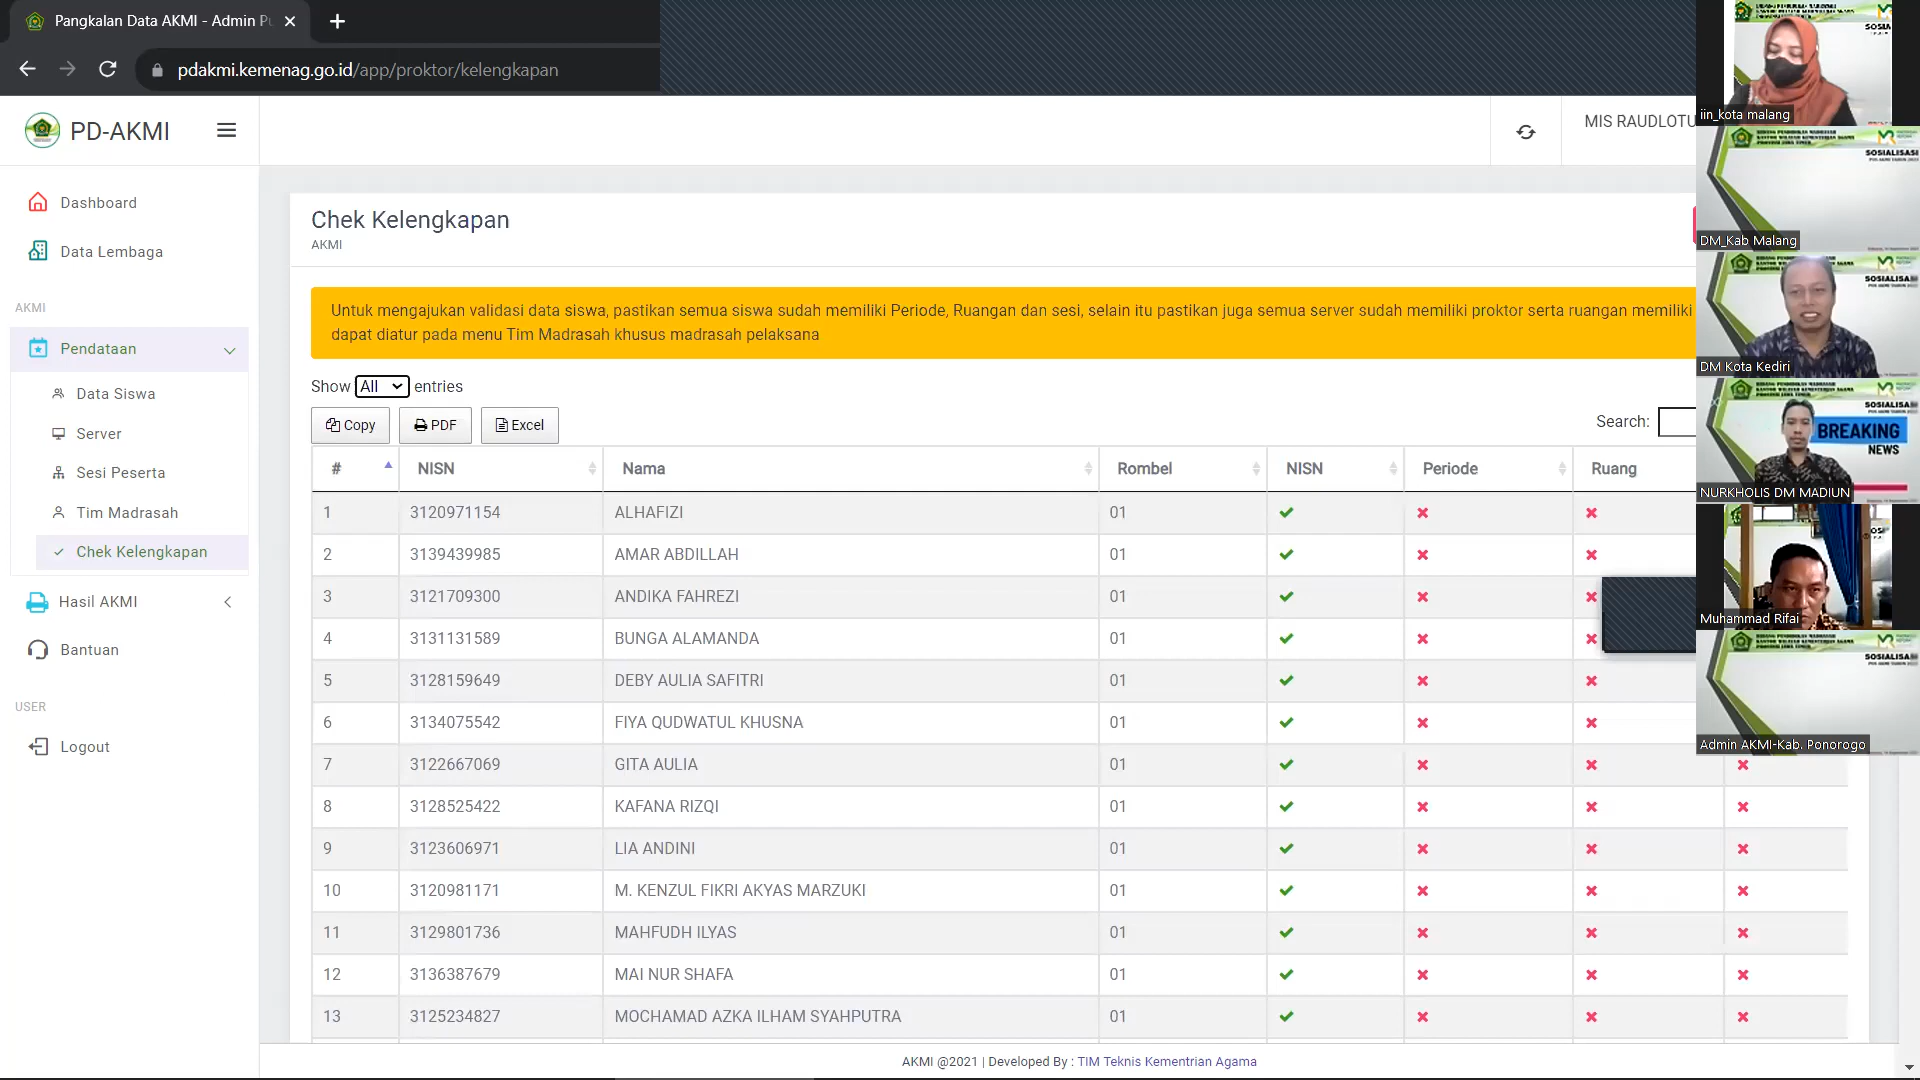 Pangkalan Data AKMI - Admin Pu
pdakmi.kemenag.go.id/app/proktor/kelengkapan
PD-AKMI
MIS RAUDLOTU
Dashboard
Data Lembaga
AKMI
Pendataan
Data Siswa
Server
Sesi Peserta
Tim Madrasah
Chek Kelengkapan
Hasil AKMI
Bantuan
USER
Logout
Chek Kelengkapan
AKMI
Untuk mengajukan validasi data siswa, pastikan semua siswa sudah memiliki Periode, Ruangan dan sesi, selain itu pastikan juga semua server sudah memiliki proktor serta ruangan memiliki
dapat diatur pada menu Tim Madrasah khusus madrasah pelaksana
Show All entries
Copy PDF Excel
Search:
# NISN Nama Rombel NISN Periode Ruang
1 3120971154 ALHAFIZI 01
2 3139439985 AMAR ABDILLAH 01
3 3121709300 ANDIKA FAHREZI 01
4 3131131589 BUNGA ALAMANDA 01
5 3128159649 DEBY AULIA SAFITRI 01
6 3134075542 FIYA QUDWATUL KHUSNA 01
7 3122667069 GITA AULIA 01
8 3128525422 KAFANA RIZQI 01
9 3123606971 LIA ANDINI 01
10 3120981171 M. KENZUL FIKRI AKYAS MARZUKI 01
11 3129801736 MAHFUDH ILYAS 01
12 3136387679 MAI NUR SHAFA 01
13 3125234827 MOCHAMAD AZKA ILHAM SYAHPUTRA 01
AKMI @2021 | Developed By : TIM Teknis Kementrian Agama
iin_kota malang
SOSIALISASI
DM_Kab Malang
SOSIALISA
DM Kota Kediri
SOSIALISA
BREAKING
NEWS
NURKHOLIS DM MADIUN
Muhammad Rifai
SOSIALISA
Admin AKMI-Kab. Ponorogo